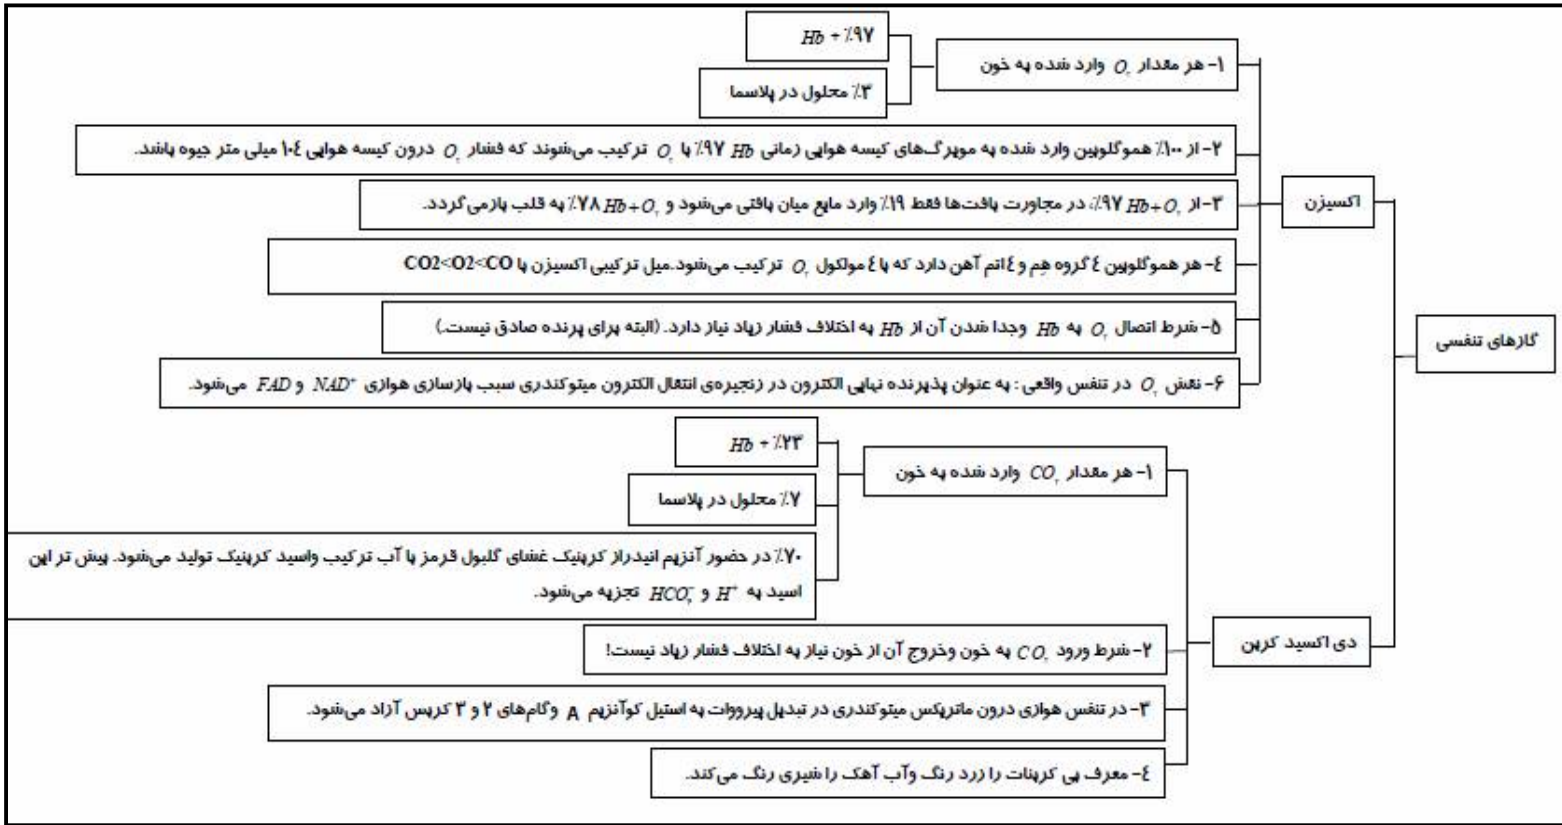 گازهای تنفسی
اکسیژن
۱- هر مقدار O₂ وارد شده به خون
Hb + ٪۹۷
٪۳ محلول در پلاسما
۲- از ۱۰۰٪ هموگلوبین وارد شده به مویرگ‌های کیسه هوایی زمانی Hb ۹۷٪ با O₂ ترکیب می‌شوند که فشار O₂ درون کیسه هوایی ۱۰٤ میلی متر جیوه باشد.
۳- از Hb+O₂ ۹۷٪، در مجاورت بافت‌ها فقط ۱۹٪ وارد مایع میان بافتی می‌شود و Hb+O₂ ۷۸٪ به قلب بازمی‌گردد.
٤- هر هموگلوبین ٤ گروه هِم و ٤ اتم آهن دارد که با ٤ مولکول O₂ ترکیب می‌شود.میل ترکیبی اکسیژن با CO2<O2<CO
۵- شرط اتصال O₂ به Hb وجدا شدن آن از Hb به اختلاف فشار زیاد نیاز دارد. (البته برای پرنده صادق نیست.)
۶- نقش O₂ در تنفس واقعی : به عنوان پذیرنده نهایی الکترون در زنجیره‌ی انتقال الکترون میتوکندری سبب بازسازی هوازی NAD⁺ و FAD می‌شود.
دی اکسید کربن
۱- هر مقدار CO₂ وارد شده به خون
Hb + ٪۲۳
٪۷ محلول در پلاسما
٪۷۰ در حضور آنزیم انیدراز کربنیک غشای گلبول قرمز با آب ترکیب واسید کربنیک تولید می‌شود. بیش تر این
اسید به H⁺ و HCO₃⁻ تجزیه می‌شود.
۲- شرط ورود CO₂ به خون وخروج آن از خون نیاز به اختلاف فشار زیاد نیست!
۳- در تنفس هوازی درون ماتریکس میتوکندری در تبدیل پیرووات به استیل کوآنزیم A وگام‌های ۲ و ۳ کربس آزاد می‌شود.
٤- معرف بی کربنات را زرد رنگ وآب آهک را شیری رنگ می‌کند.